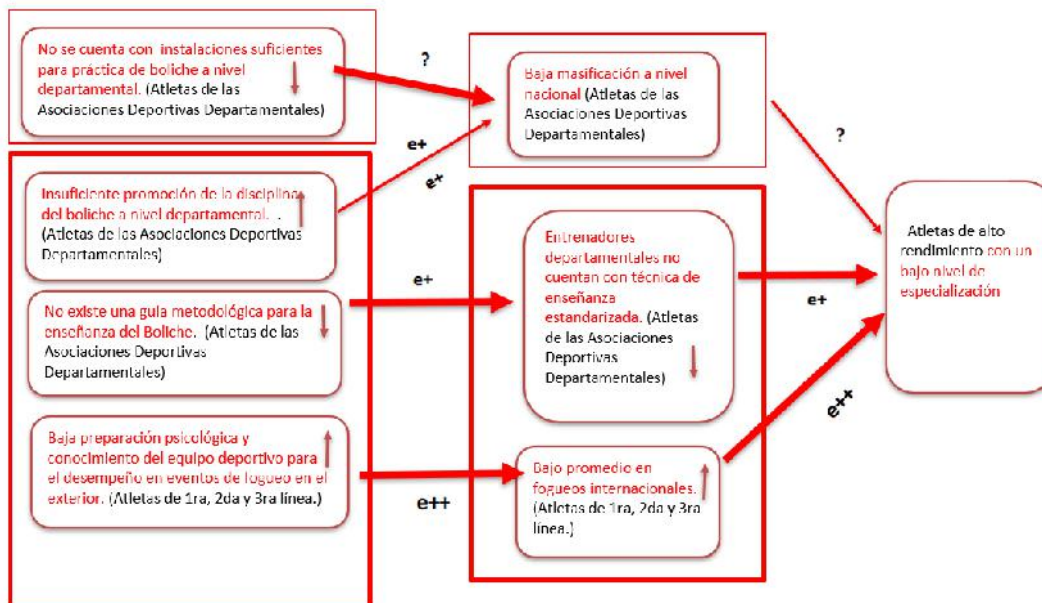 No se cuenta con instalaciones suficientes
para práctica de boliche a nivel
departamental. (Atletas de las
Asociaciones Deportivas Departamentales)
?
Baja masificación a nivel
nacional (Atletas de las
Asociaciones Deportivas
Departamentales)
?
e+
e+
Insuficiente promoción de la disciplina
del boliche a nivel departamental. .
(Atletas de las Asociaciones Deportivas
Departamentales)
e+
No existe una guía metodológica para la
enseñanza del Boliche. (Atletas de las
Asociaciones Deportivas
Departamentales)
Entrenadores
departamentales no
cuentan con técnica de
enseñanza
estandarizada. (Atletas
de las Asociaciones
Deportivas
Departamentales)
e+
Atletas de alto
rendimiento con un
bajo nivel de
especialización
Baja preparación psicológica y
conocimiento del equipo deportivo para
el desempeño en eventos de fogueo en el
exterior. (Atletas de 1ra, 2da y 3ra línea.)
e++
Bajo promedio en
fogueos internacionales.
(Atletas de 1ra, 2da y 3ra
línea.)
e++